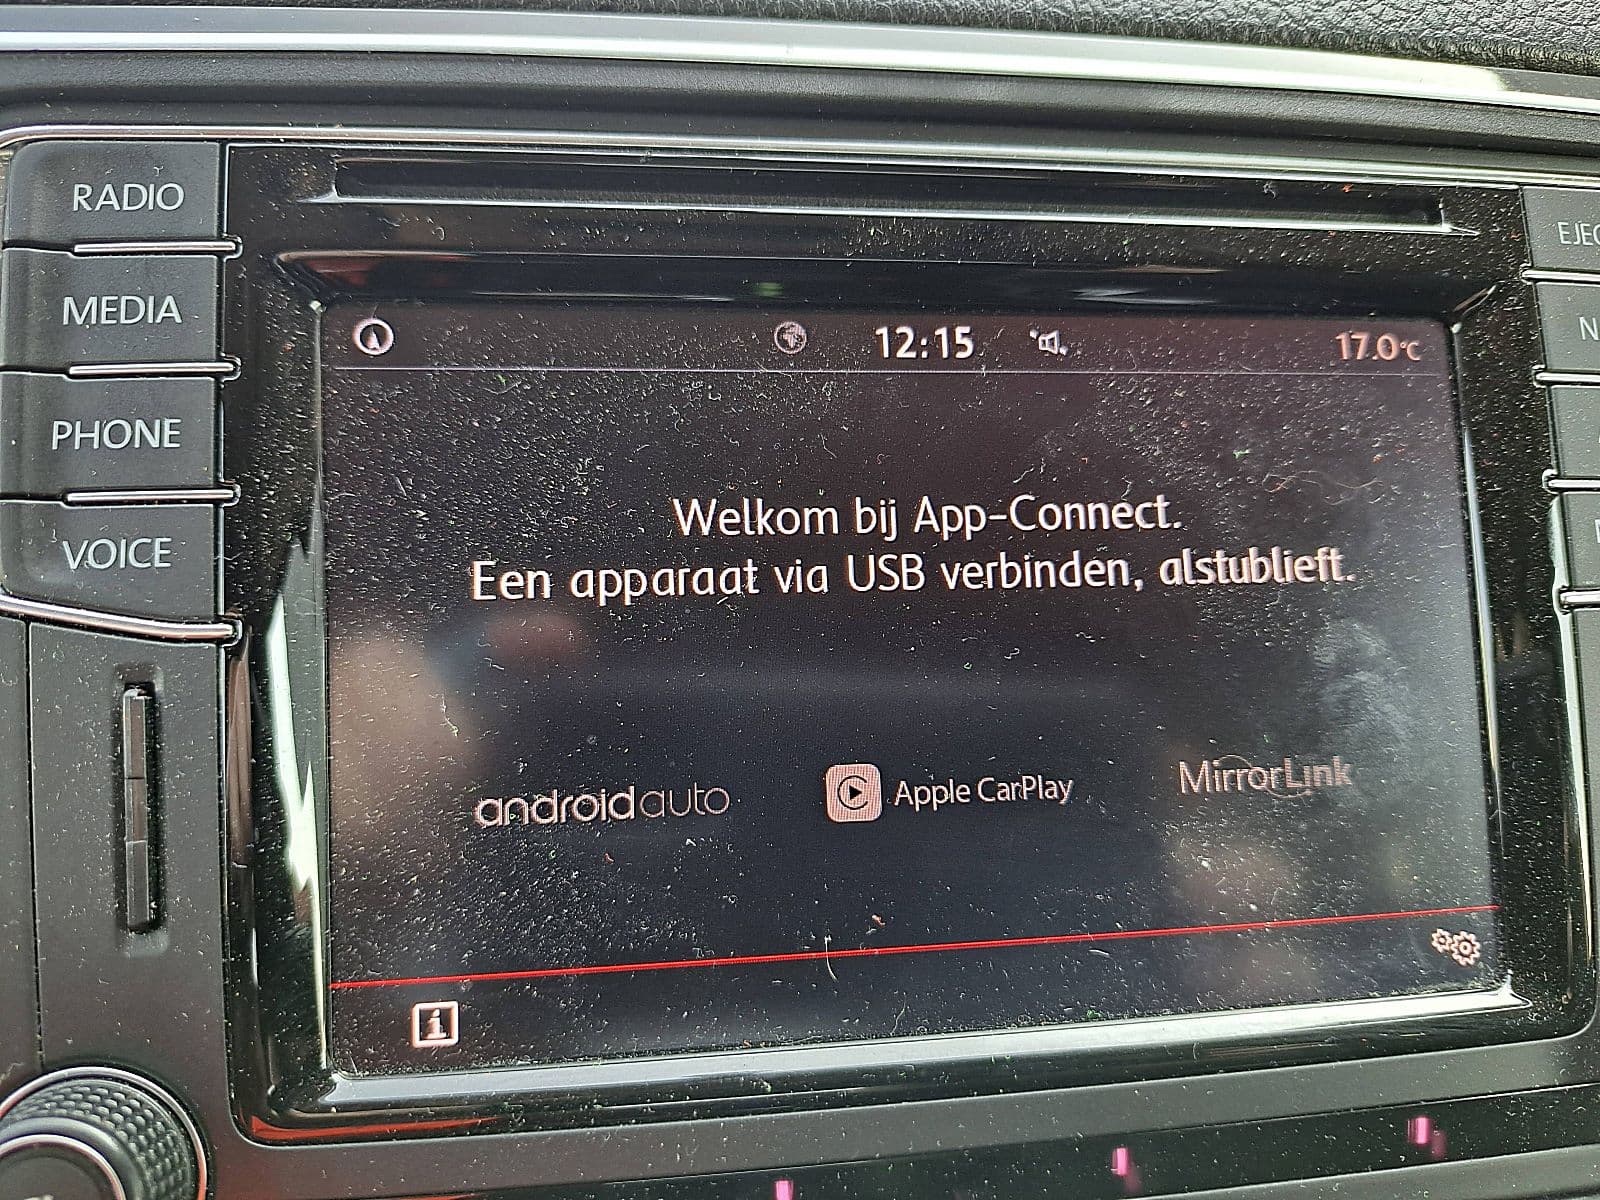 RADIO
MEDIA
PHONE
VOICE
12:15
17.0°C
Welkom bij App-Connect.
Een apparaat via USB verbinden, alstublieft.
androidauto
Apple CarPlay
MirrorLink
i